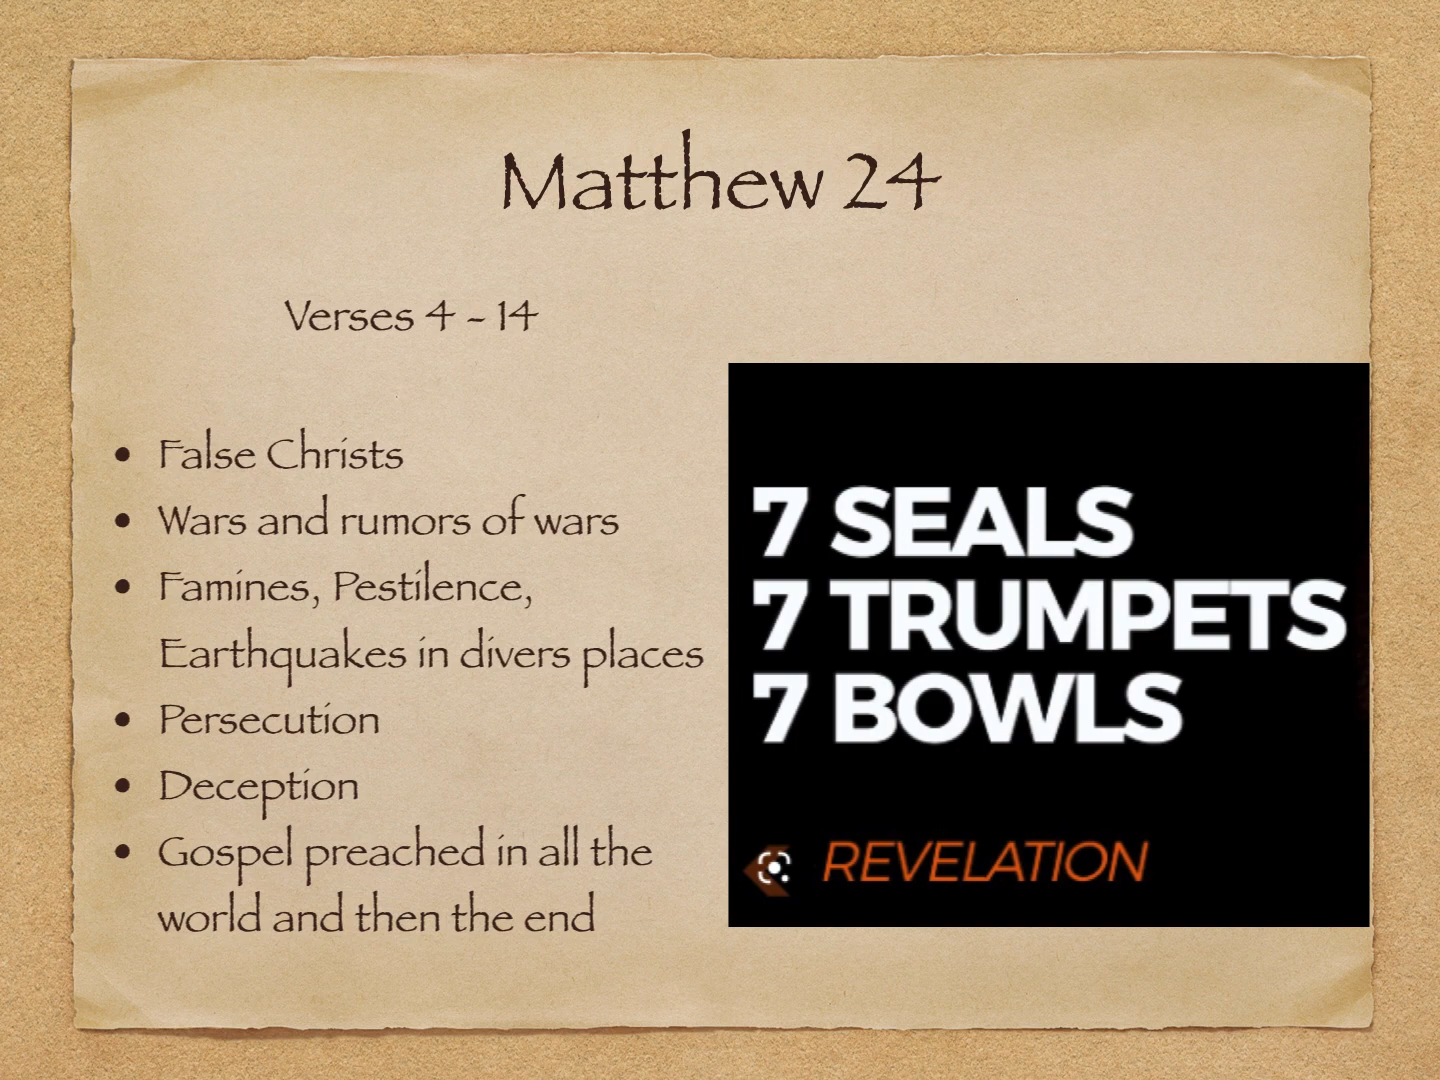 Matthew 24
Verses 4 - 14
• False Christs
• Wars and rumors of wars
• Famines, Pestilence,
Earthquakes in divers places
• Persecution
• Deception
• Gospel preached in all the
world and then the end
7 SEALS
7 TRUMPETS
7 BOWLS
REVELATION